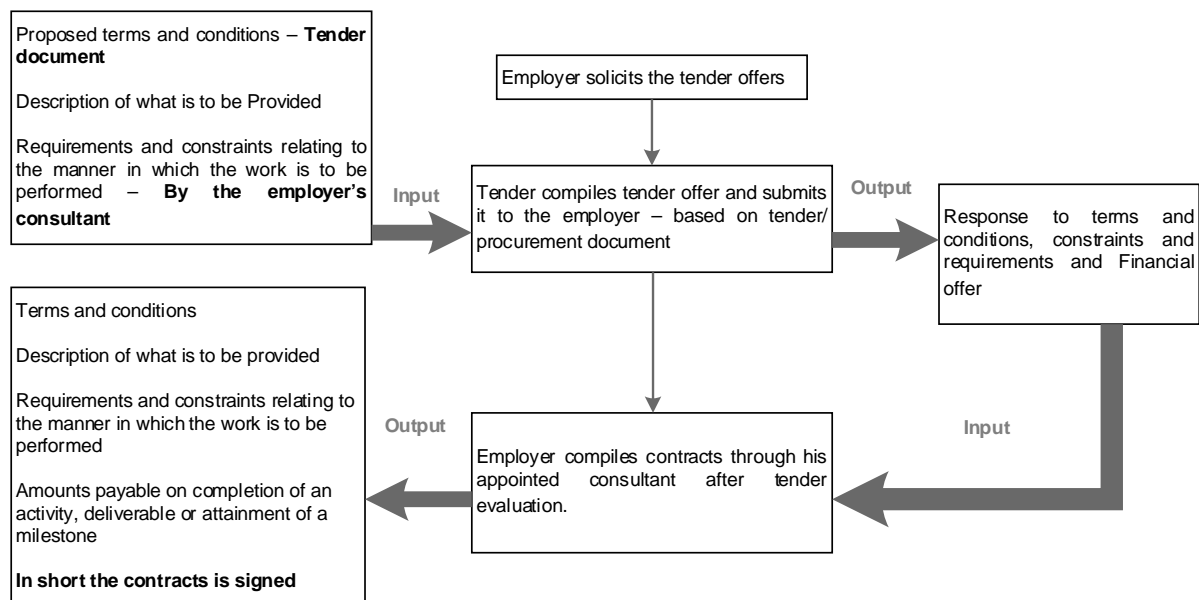 Proposed terms and conditions – Tender
document
Description of what is to be Provided
Requirements and constraints relating to
the manner in which the work is to be
performed – By the employer's
consultant
Input
Employer solicits the tender offers
Tender compiles tender offer and submits
it to the employer – based on tender/
procurement document
Output
Response to terms and
conditions, constraints and
requirements and Financial
offer
Input
Employer compiles contracts through his
appointed consultant after tender
evaluation.
Output
Terms and conditions
Description of what is to be provided
Requirements and constraints relating to
the manner in which the work is to be
performed
Amounts payable on completion of an
activity, deliverable or attainment of a
milestone
In short the contracts is signed